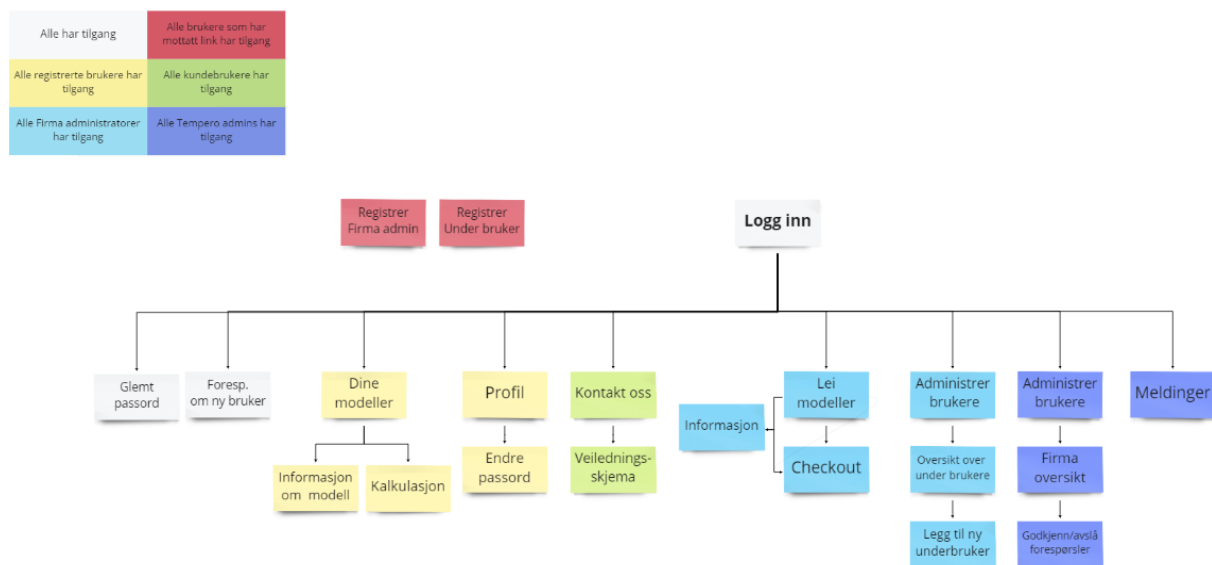 Alle har tilgang
Alle brukere som har
mottatt link har tilgang
Alle registrerte brukere har
tilgang
Alle kundebrukere har
tilgang
Alle Firma administratorer
har tilgang
Alle Tempero admins har
tilgang
Registrer
Firma admin
Registrer
Under bruker
Logg inn
Glemt
passord
Foresp.
om ny bruker
Dine
modeller
Profil
Kontakt oss
Lei
modeller
Administrer
brukere
Administrer
brukere
Meldinger
Informasjon
om modell
Kalkulasjon
Endre
passord
Veilednings-
skjema
Informasjon
Checkout
Oversikt over
under brukere
Firma
oversikt
Legg til ny
underbruker
Godkjenn/avslå
forespørsler